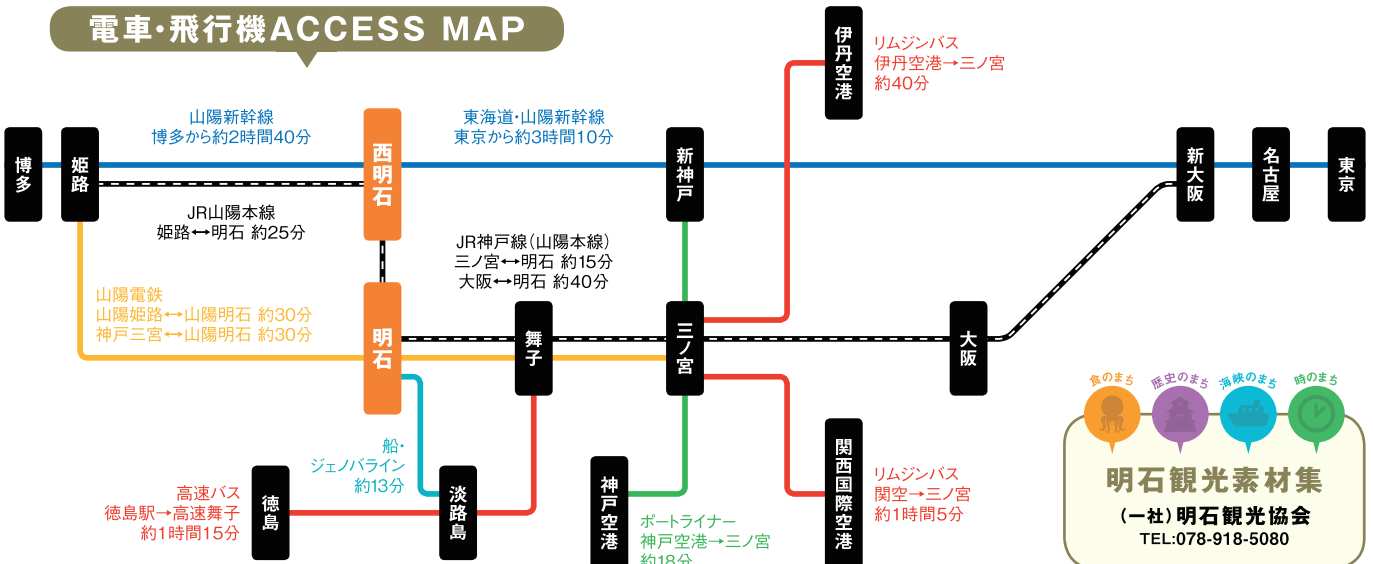 電車・飛行機ACCESS MAP
伊丹空港
リムジンバス
伊丹空港→三ノ宮
約40分
山陽新幹線
博多から約2時間40分
東海道・山陽新幹線
東京から約3時間10分
博多
姫路
西明石
新神戸
新大阪
名古屋
東京
JR山陽本線
姫路↔明石 約25分
JR神戸線（山陽本線）
三ノ宮↔明石 約15分
大阪↔明石 約40分
山陽電鉄
山陽姫路↔山陽明石 約30分
神戸三宮↔山陽明石 約30分
明石
舞子
三ノ宮
大阪
船・
ジェノバライン
約13分
高速バス
徳島駅→高速舞子
約1時間15分
徳島
淡路島
神戸空港
ポートライナー
神戸空港→三ノ宮
約18分
関西国際空港
リムジンバス
関空→三ノ宮
約1時間5分
食のまち
歴史のまち
海峡のまち
時のまち
明石観光素材集
（一社）明石観光協会
TEL:078-918-5080